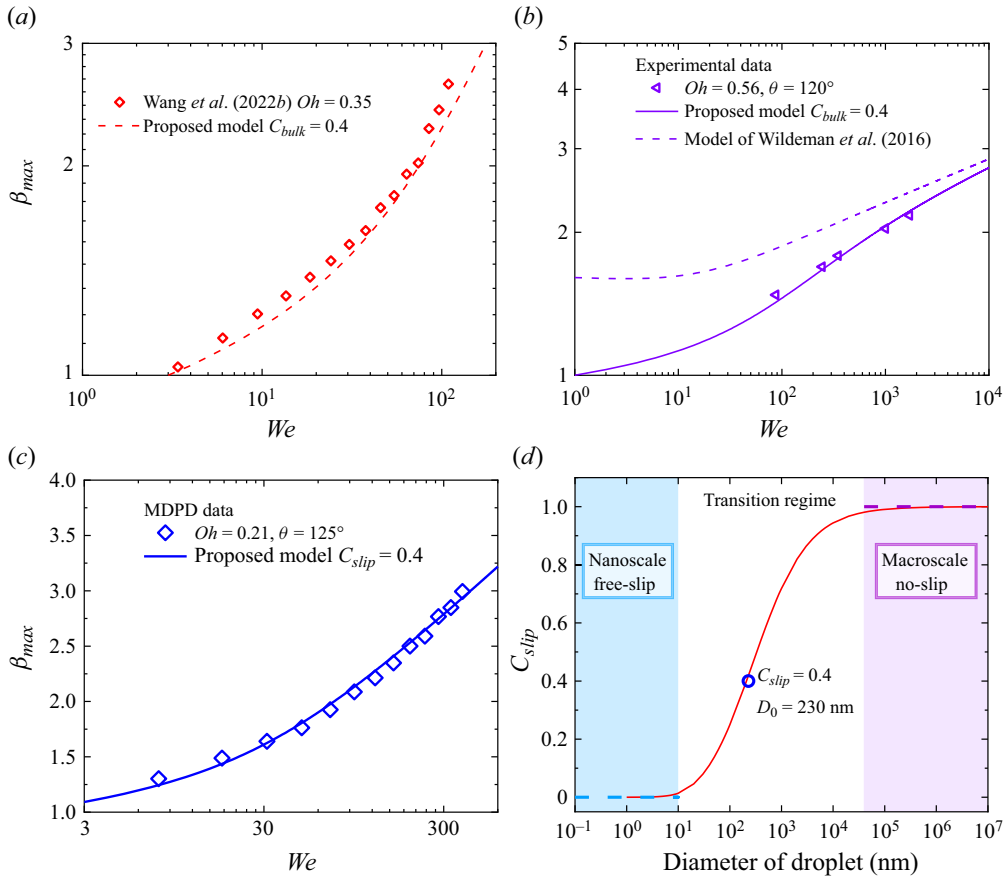 (a)
3
2
1
β_max
Wang et al. (2022b) Oh = 0.35
Proposed model C_bulk = 0.4
10^0
10^1
10^2
We
(b)
5
4
3
2
1
Experimental data
Oh = 0.56, θ = 120°
Proposed model C_bulk = 0.4
Model of Wildeman et al. (2016)
10^0
10^1
10^2
10^3
10^4
We
(c)
4.0
3.5
3.0
2.5
2.0
1.5
1.0
β_max
MDPD data
Oh = 0.21, θ = 125°
Proposed model C_slip = 0.4
3
30
300
We
(d)
1.0
0.8
0.6
0.4
0.2
0
C_slip
Transition regime
Nanoscale
free-slip
Macroscale
no-slip
C_slip = 0.4
D_0 = 230 nm
10^−1
10^0
10^1
10^2
10^3
10^4
10^5
10^6
10^7
Diameter of droplet (nm)